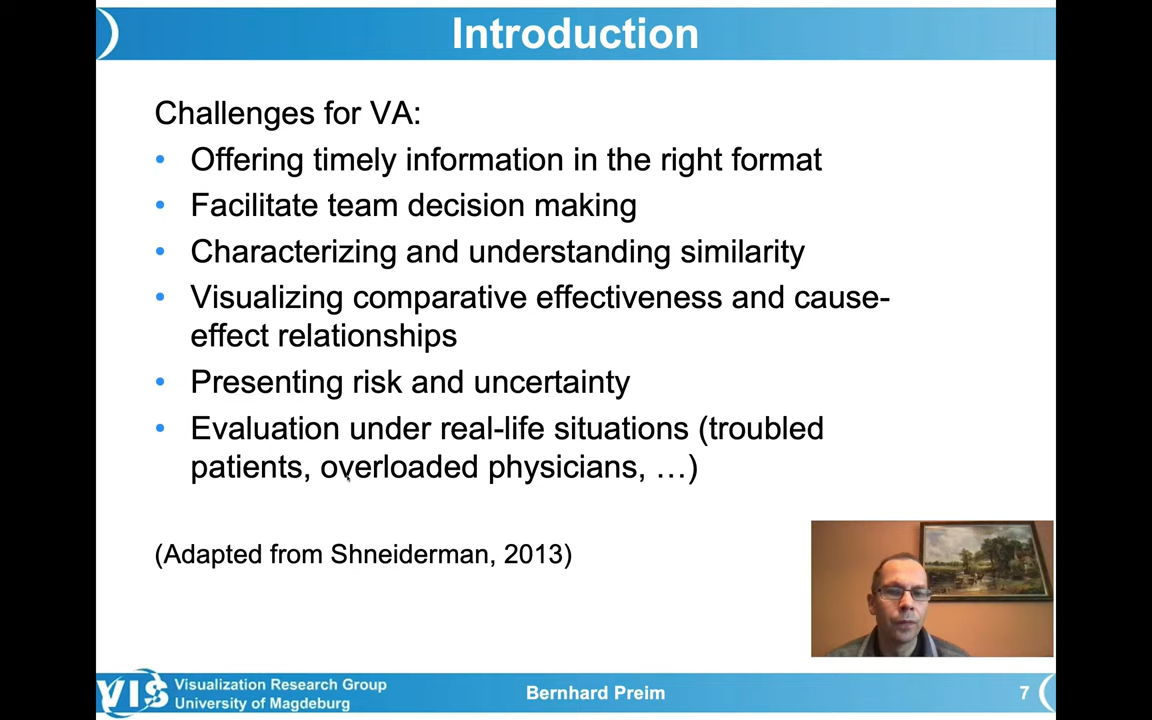 Introduction
Challenges for VA:
• Offering timely information in the right format
• Facilitate team decision making
• Characterizing and understanding similarity
• Visualizing comparative effectiveness and cause-
effect relationships
• Presenting risk and uncertainty
• Evaluation under real-life situations (troubled
patients, overloaded physicians, …)
(Adapted from Shneiderman, 2013)
VIS
Visualization Research Group
University of Magdeburg
Bernhard Preim
7